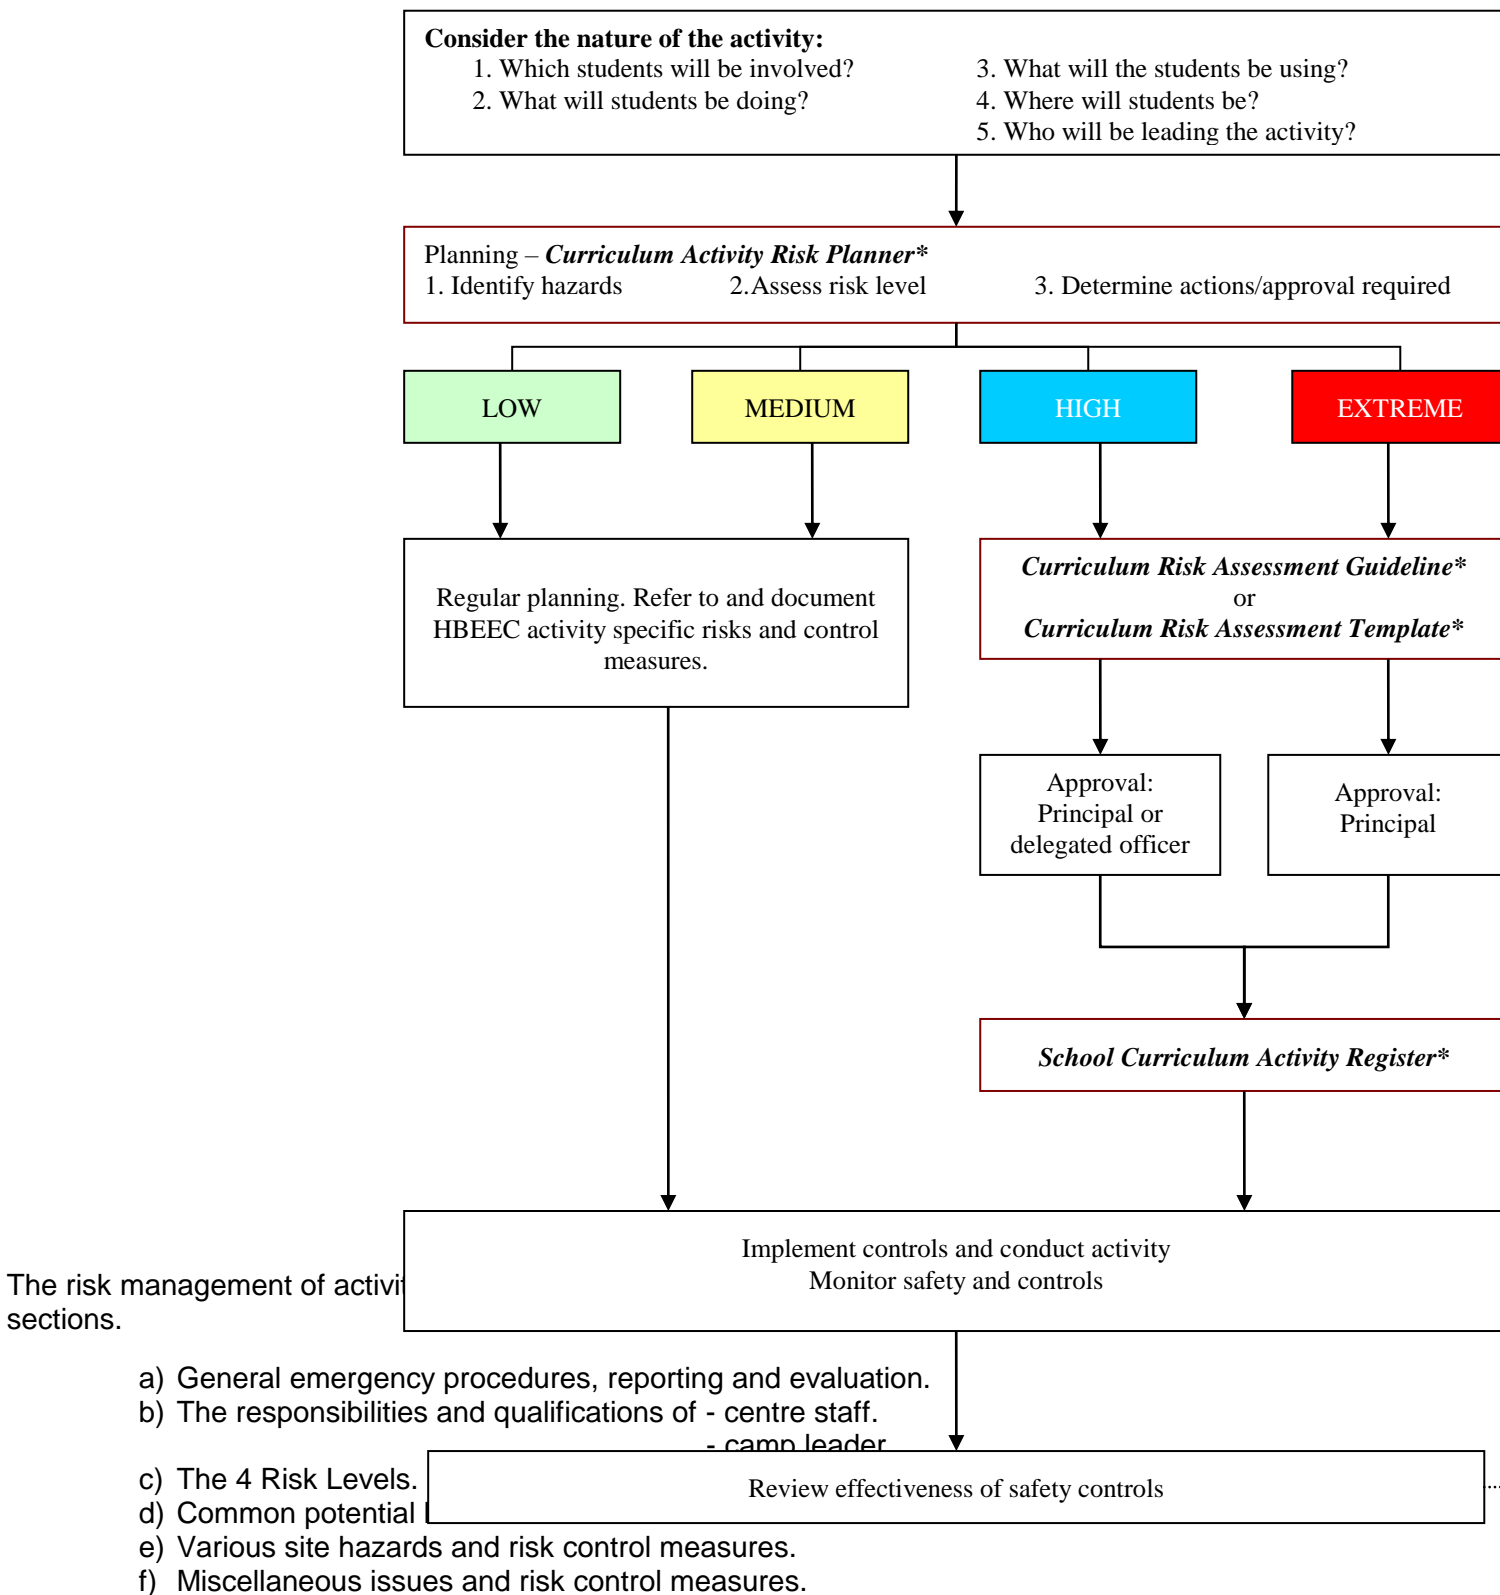 Consider the nature of the activity:
1. Which students will be involved?
2. What will students be doing?
3. What will the students be using?
4. Where will students be?
5. Who will be leading the activity?
Planning – Curriculum Activity Risk Planner*
1. Identify hazards 2.Assess risk level 3. Determine actions/approval required
LOW MEDIUM HIGH EXTREME
Regular planning. Refer to and document
HBEEC activity specific risks and control
measures.
Curriculum Risk Assessment Guideline*
or
Curriculum Risk Assessment Template*
Approval:
Principal or
delegated officer
Approval:
Principal
School Curriculum Activity Register*
Implement controls and conduct activity
Monitor safety and controls
The risk management of
sections.
a) General emergency procedures, reporting and evaluation.
b) The responsibilities and qualifications of - centre staff.
- camp leader
c) The 4 Risk Levels.
d) Common potential
Review effectiveness of safety controls
e) Various site hazards and risk control measures.
f) Miscellaneous issues and risk control measures.